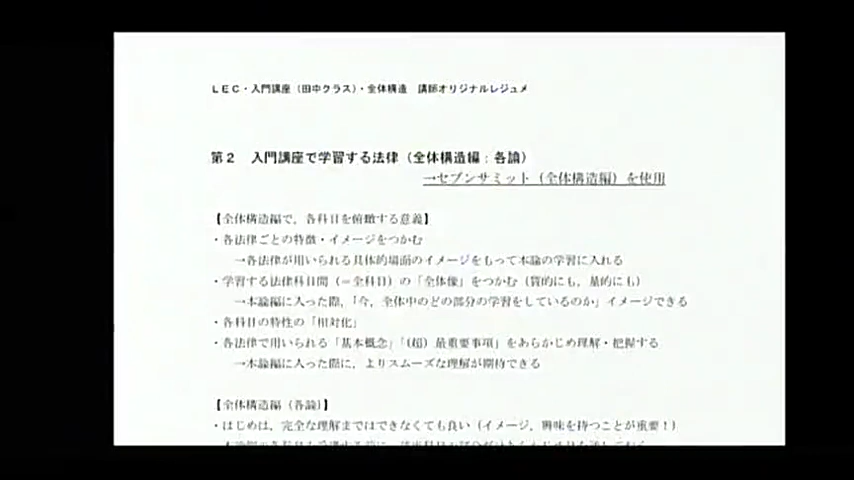 LEC・入門講座(田中クラス)・全体構造　講師オリジナルレジュメ
第2　入門講座で学習する法律(全体構造編:各論)
→セブンサミット(全体構造編)を使用
【全体構造編で、各科目を俯瞰する意義】
・各法律ごとの特徴・イメージをつかむ
→各法律が用いられる具体的場面のイメージをもって本論の学習に入れる
・学習する法律科目間(=全科目)の「全体像」をつかむ(質的にも、量的にも)
→本論編に入った際、「今、全体中のどの部分の学習をしているのか」イメージできる
・各科目の特性の「相対化」
・各法律で用いられる「基本概念」「(超)最重要事項」をあらかじめ理解・把握する
→本論編に入った際に、よりスムーズな理解が期待できる
【全体構造編(各論)】
・はじめは、完全な理解まではできなくても良い(イメージ、興味を持つことが重要!)